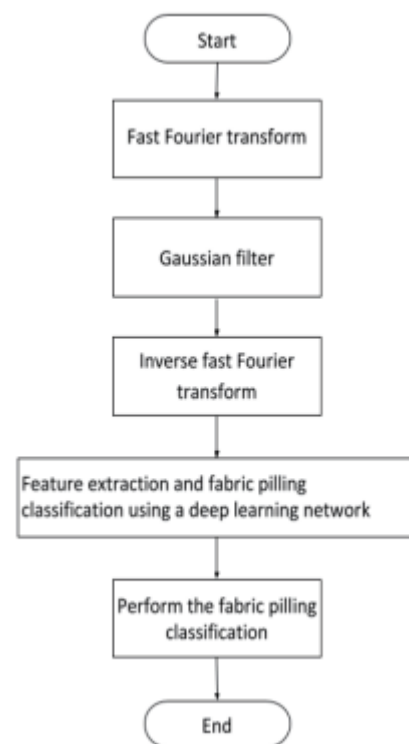 Start
Fast Fourier transform
Gaussian filter
Inverse fast Fourier
transform
Feature extraction and fabric pilling
classification using a deep learning network
Perform the fabric pilling
classification
End